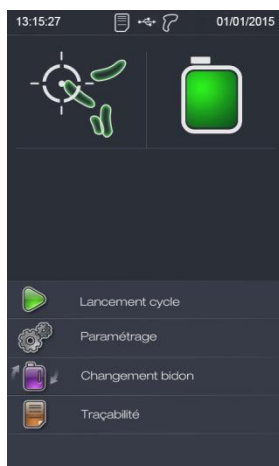 13:15:27 01/01/2015
Lancement cycle
Paramétrage
Changement bidon
Traçabilité